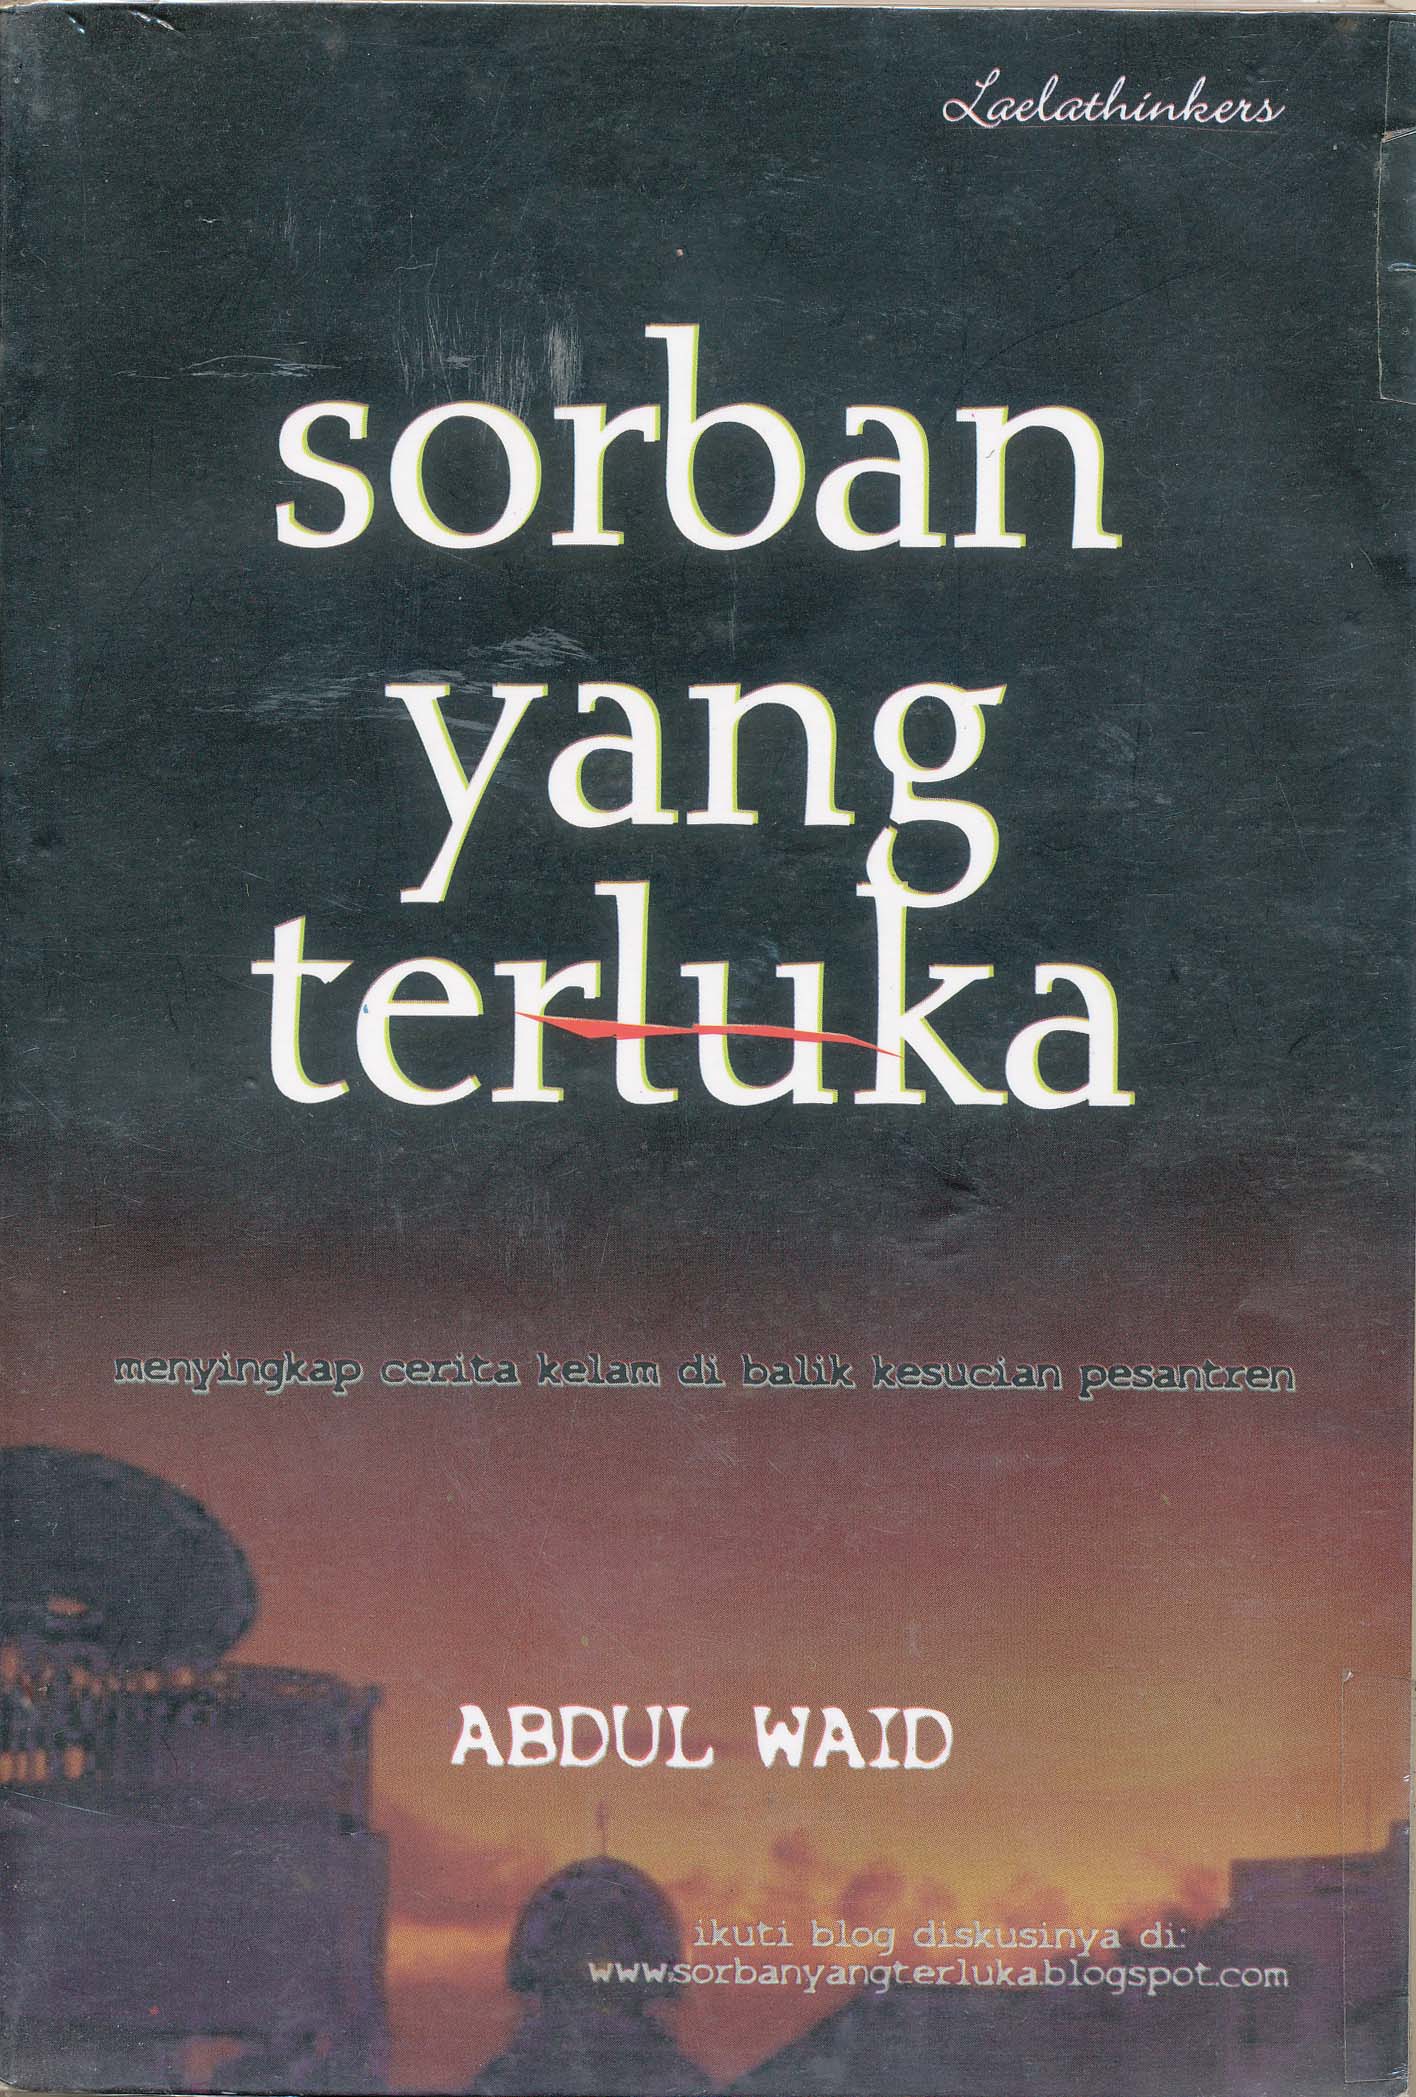 Laelathinkers
sorban
yang
terluka
menyingkap cerita kelam di balik kesucian pesantren
ABDUL WAID
ikuti blog diskusinya di:
www.sorbanyangterluka.blogspot.com